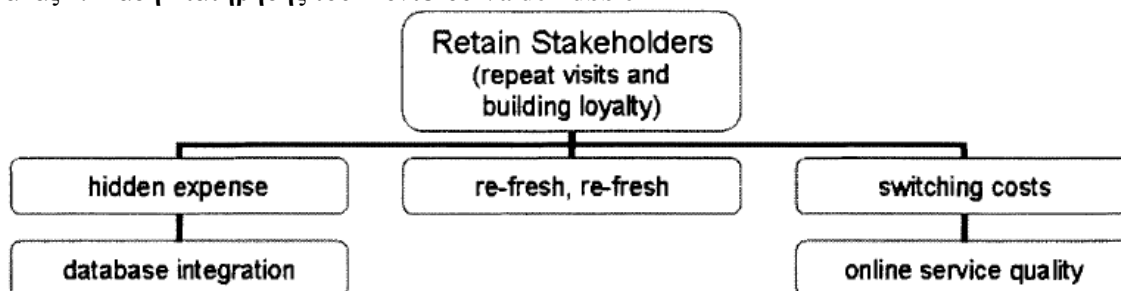 Retain Stakeholders
(repeat visits and
building loyalty)
hidden expense
re-fresh, re-fresh
switching costs
database integration
online service quality